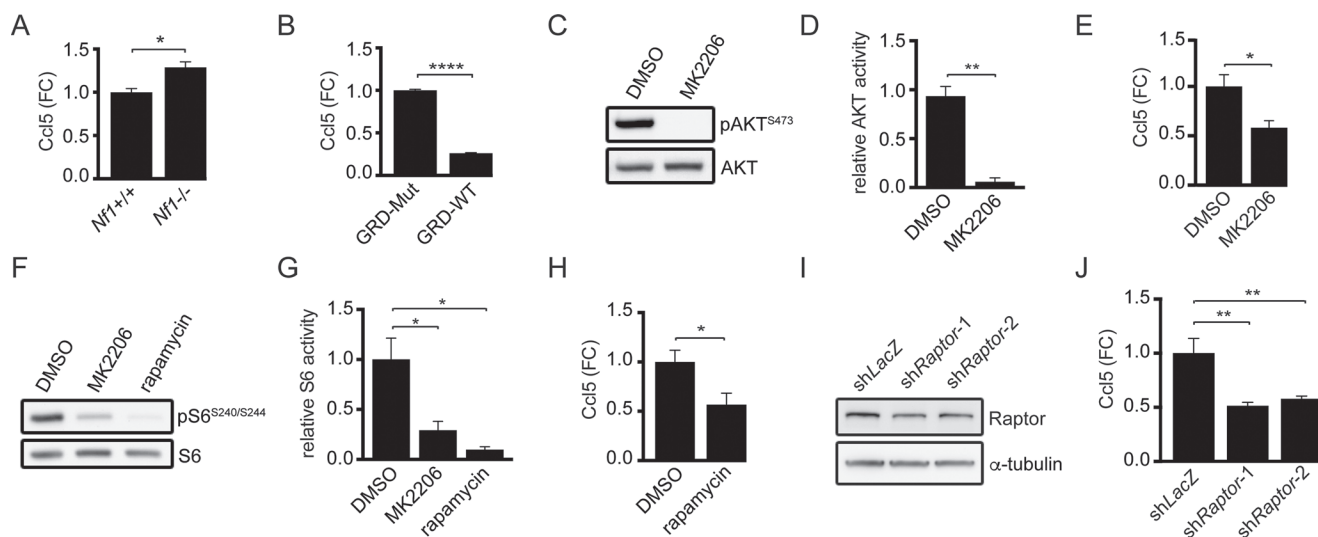 A
*
1.5
1.0
0.5
0.0
Ccl5 (FC)
Nf1+/+
Nf1-/-
B
****
1.5
1.0
0.5
0.0
Ccl5 (FC)
GRD-Mut
GRD-WT
C
DMSO
MK2206
pAKTS473
AKT
D
**
1.5
1.0
0.5
0.0
relative AKT activity
DMSO
MK2206
E
*
1.5
1.0
0.5
0.0
Ccl5 (FC)
DMSO
MK2206
F
DMSO
MK2206
rapamycin
pS6S240/S244
S6
G
*
*
1.5
1.0
0.5
0.0
relative S6 activity
DMSO
MK2206
rapamycin
H
*
1.5
1.0
0.5
0.0
Ccl5 (FC)
DMSO
rapamycin
I
shLacZ
shRaptor-1
shRaptor-2
Raptor
α-tubulin
J
**
**
1.5
1.0
0.5
0.0
Ccl5 (FC)
shLacZ
shRaptor-1
shRaptor-2